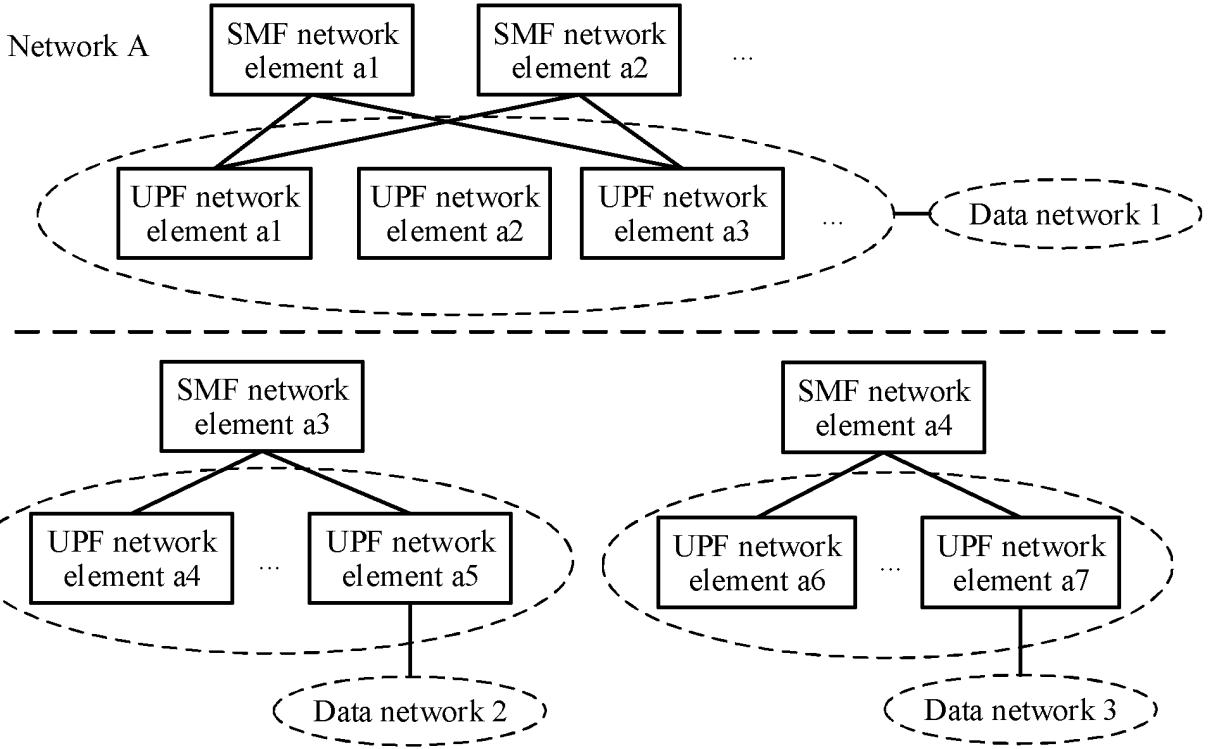 Network A
SMF network
element a1
SMF network
element a2
...
UPF network
element a1
UPF network
element a2
UPF network
element a3
...
Data network 1
SMF network
element a3
SMF network
element a4
UPF network
element a4
...
UPF network
element a5
UPF network
element a6
...
UPF network
element a7
Data network 2
Data network 3